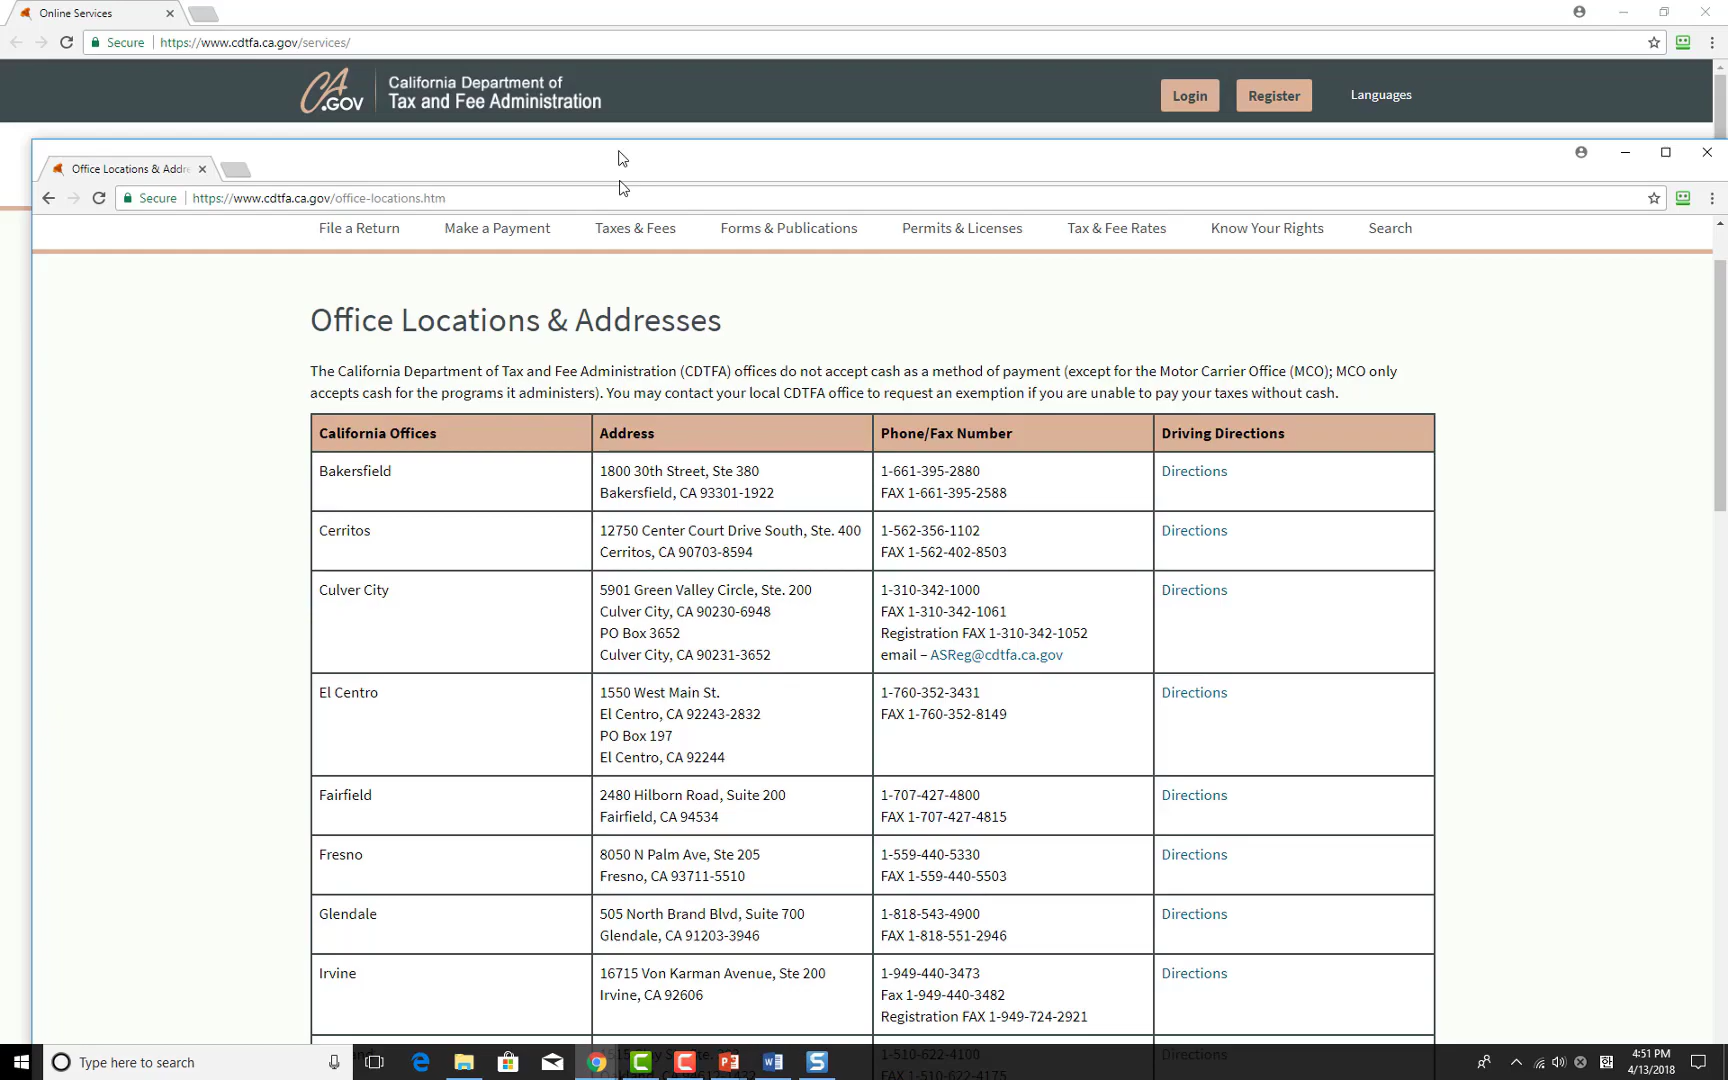 Online Services
Secure https://www.cdtfa.ca.gov/services/
CA.GOV California Department of
Tax and Fee Administration
Login Register Languages
Office Locations & Addre
Secure https://www.cdtfa.ca.gov/office-locations.htm
File a Return Make a Payment Taxes & Fees Forms & Publications Permits & Licenses Tax & Fee Rates Know Your Rights Search
Office Locations & Addresses
The California Department of Tax and Fee Administration (CDTFA) offices do not accept cash as a method of payment (except for the Motor Carrier Office (MCO); MCO only
accepts cash for the programs it administers). You may contact your local CDTFA office to request an exemption if you are unable to pay your taxes without cash.
California Offices Address Phone/Fax Number Driving Directions
Bakersfield 1800 30th Street, Ste 380 1-661-395-2880 Directions
Bakersfield, CA 93301-1922 FAX 1-661-395-2588
Cerritos 12750 Center Court Drive South, Ste. 400 1-562-356-1102 Directions
Cerritos, CA 90703-8594 FAX 1-562-402-8503
Culver City 5901 Green Valley Circle, Ste. 200 1-310-342-1000 Directions
Culver City, CA 90230-6948 FAX 1-310-342-1061
PO Box 3652 Registration FAX 1-310-342-1052
Culver City, CA 90231-3652 email – ASReg@cdtfa.ca.gov
El Centro 1550 West Main St. 1-760-352-3431 Directions
El Centro, CA 92243-2832 FAX 1-760-352-8149
PO Box 197
El Centro, CA 92244
Fairfield 2480 Hilborn Road, Suite 200 1-707-427-4800 Directions
Fairfield, CA 94534 FAX 1-707-427-4815
Fresno 8050 N Palm Ave, Ste 205 1-559-440-5330 Directions
Fresno, CA 93711-5510 FAX 1-559-440-5503
Glendale 505 North Brand Blvd, Suite 700 1-818-543-4900 Directions
Glendale, CA 91203-3946 FAX 1-818-551-2946
Irvine 16715 Von Karman Avenue, Ste 200 1-949-440-3473 Directions
Irvine, CA 92606 Fax 1-949-440-3482
Registration FAX 1-949-724-2921
1-510-622-4100 Directions
FAX 1-510-622-4175
Type here to search
4:51 PM
4/13/2018